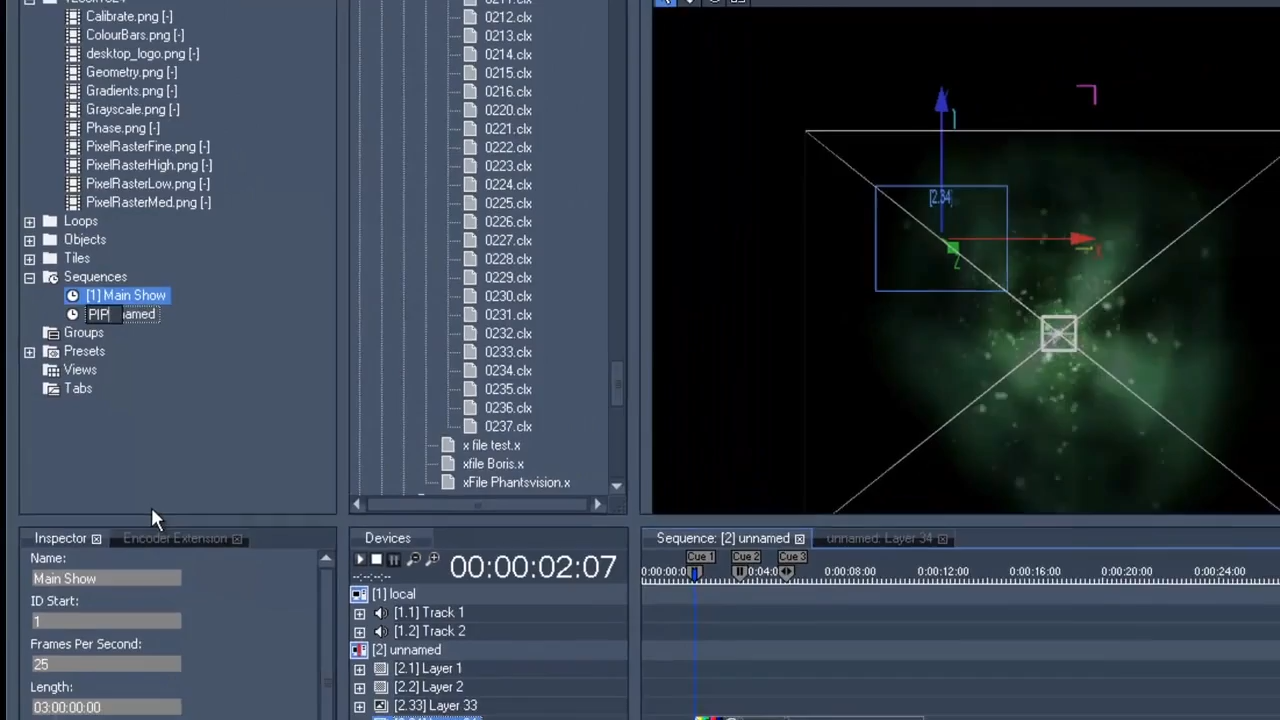 Calibrate.png [-]
ColourBars.png [-]
desktop_logo.png [-]
Geometry.png [-]
Gradients.png [-]
Grayscale.png [-]
Phase.png [-]
PixelRasterFine.png [-]
PixelRasterHigh.png [-]
PixelRasterLow.png [-]
PixelRasterMed.png [-]
Loops
Objects
Tiles
Sequences
[1] Main Show
PIP
Groups
Presets
Views
Tabs
0212.clx
0213.clx
0214.clx
0215.clx
0216.clx
0220.clx
0221.clx
0222.clx
0223.clx
0224.clx
0225.clx
0226.clx
0227.clx
0228.clx
0229.clx
0230.clx
0231.clx
0232.clx
0233.clx
0234.clx
0235.clx
0236.clx
0237.clx
x file test.x
xfile Boris.x
xFile Phantsvision.x
[2.34]
Inspector
Encoder Extension
Name:
Main Show
ID Start:
1
Frames Per Second:
25
Length:
03:00:00:00
Devices
00:00:02:07
--:--:--:--
[1] local
[1.1] Track 1
[1.2] Track 2
[2] unnamed
[2.1] Layer 1
[2.2] Layer 2
[2.33] Layer 33
Sequence: [2] unnamed
unnamed: Layer 34
Cue 1 Cue 2 Cue 3
0:00:00:0 0:04:0 0:00:08:00 0:00:12:00 0:00:16:00 0:00:20:00 0:00:24:00